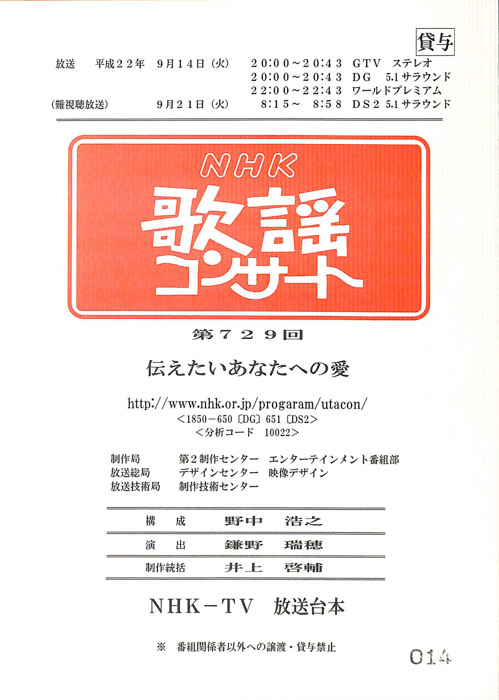 貸与
放送　平成22年　9月14日（火）　20:00～20:43　GTV　ステレオ
20:00～20:43　DG　5.1サラウンド
22:00～22:43　ワールドプレミアム
（難視聴放送）　9月21日（火）　8:15～　8:58　DS2　5.1サラウンド
NHK
歌謡
コンサート
第729回
伝えたいあなたへの愛
http://www.nhk.or.jp/progaram/utacon/
＜1850-650〔DG〕651〔DS2〕＞
＜分析コード　10022＞
制作局　第2制作センター　エンターテインメント番組部
放送総局　デザインセンター　映像デザイン
放送技術局　制作技術センター
構　成　野中　浩之
演　出　鎌野　瑞穂
制作統括　井上　啓輔
NHK－TV　放送台本
※　番組関係者以外への譲渡・貸与禁止
014